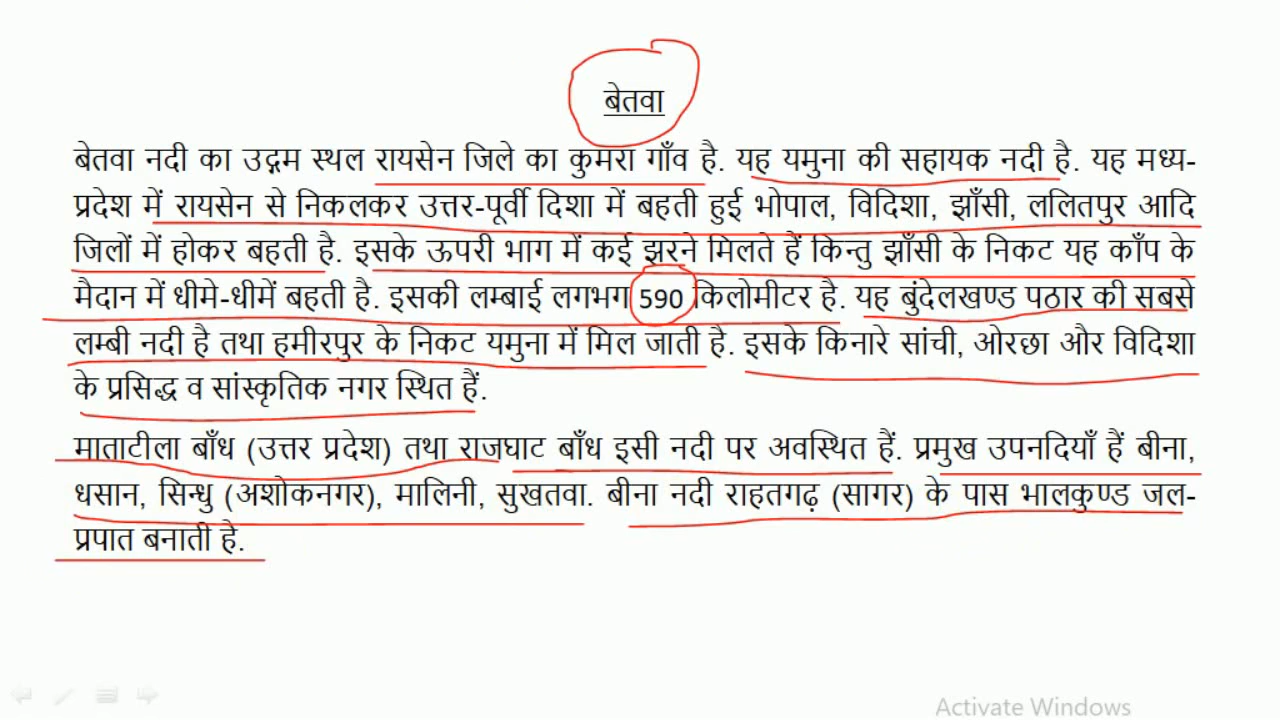 बेतवा
बेतवा नदी का उद्गम स्थल रायसेन जिले का कुमरा गाँव है. यह यमुना की सहायक नदी है. यह मध्य-
प्रदेश में रायसेन से निकलकर उत्तर-पूर्वी दिशा में बहती हुई भोपाल, विदिशा, झाँसी, ललितपुर आदि
जिलों में होकर बहती है. इसके ऊपरी भाग में कई झरने मिलते हैं किन्तु झाँसी के निकट यह काँप के
मैदान में धीमे-धीमें बहती है. इसकी लम्बाई लगभग 590 किलोमीटर है. यह बुंदेलखण्ड पठार की सबसे
लम्बी नदी है तथा हमीरपुर के निकट यमुना में मिल जाती है. इसके किनारे सांची, ओरछा और विदिशा
के प्रसिद्ध व सांस्कृतिक नगर स्थित हैं.
माताटीला बाँध (उत्तर प्रदेश) तथा राजघाट बाँध इसी नदी पर अवस्थित हैं. प्रमुख उपनदियाँ हैं बीना,
धसान, सिन्धु (अशोकनगर), मालिनी, सुखतवा. बीना नदी राहतगढ़ (सागर) के पास भालकुण्ड जल-
प्रपात बनाती है.
Activate Windows